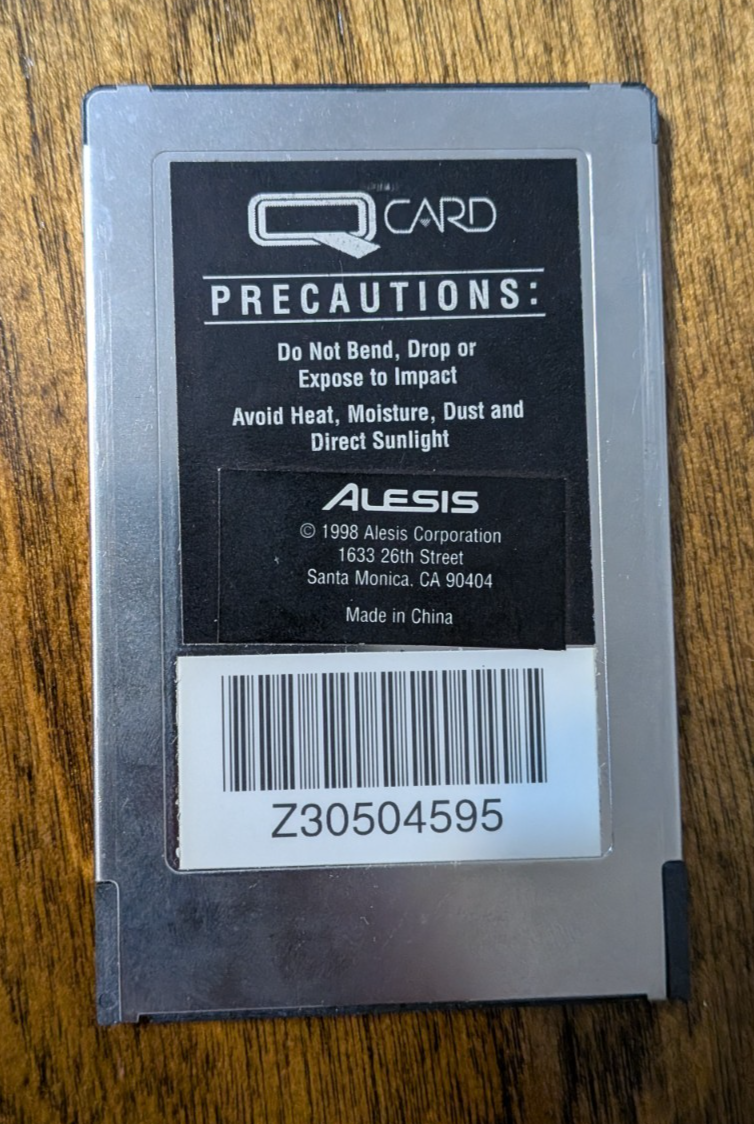 Q CARD
PRECAUTIONS:
Do Not Bend, Drop or
Expose to Impact
Avoid Heat, Moisture, Dust and
Direct Sunlight
ALESIS
© 1998 Alesis Corporation
1633 26th Street
Santa Monica. CA 90404
Made in China
Z30504595